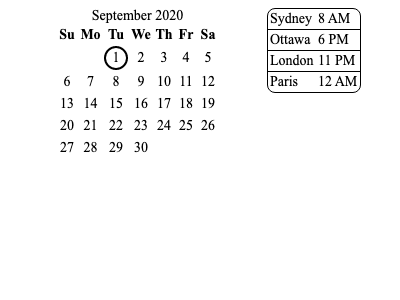 September 2020
Su Mo Tu We Th Fr Sa
1 2 3 4 5
6 7 8 9 10 11 12
13 14 15 16 17 18 19
20 21 22 23 24 25 26
27 28 29 30
Sydney 8 AM
Ottawa 6 PM
London 11 PM
Paris 12 AM